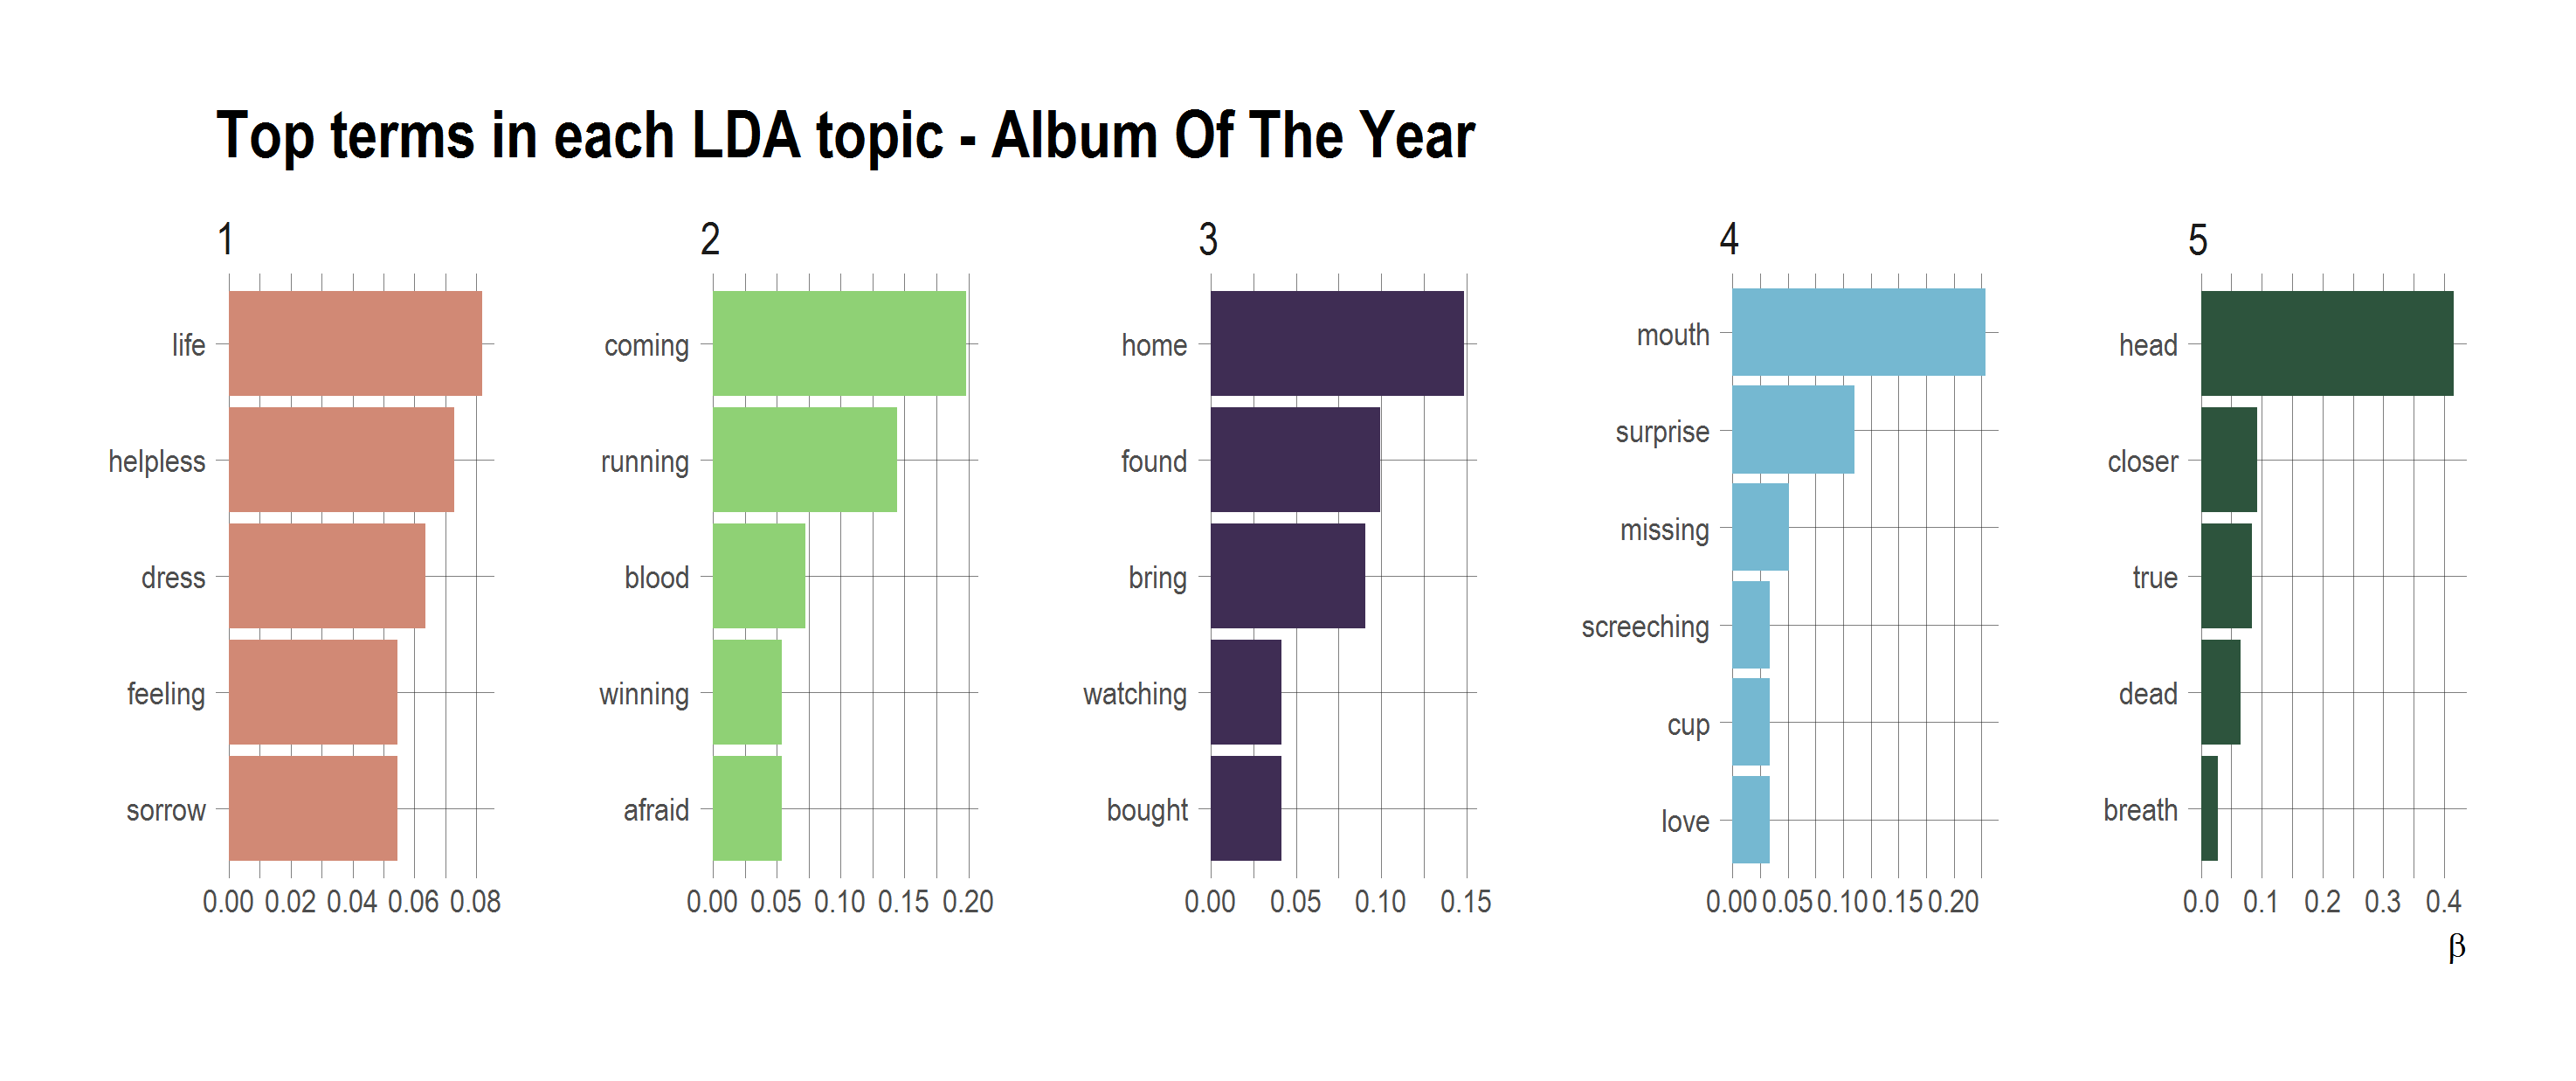 Top terms in each LDA topic - Album Of The Year
1
life
helpless
dress
feeling
sorrow
0.00 0.02 0.04 0.06 0.08
2
coming
running
blood
winning
afraid
0.00 0.05 0.10 0.15 0.20
3
home
found
bring
watching
bought
0.00 0.05 0.10 0.15
4
mouth
surprise
missing
screeching
cup
love
0.00 0.05 0.10 0.15 0.20
5
head
closer
true
dead
breath
0.0 0.1 0.2 0.3 0.4
β